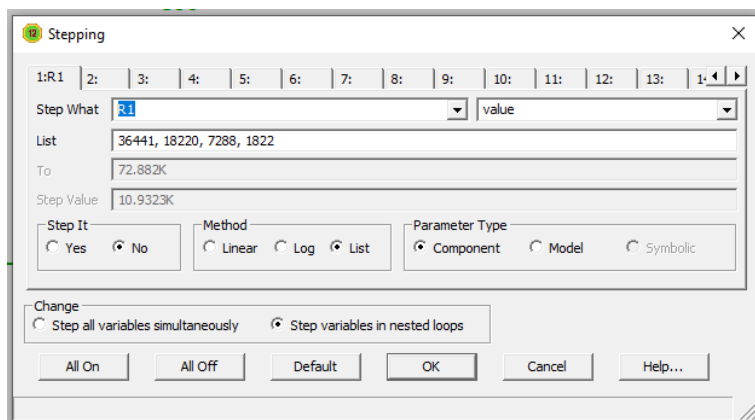 12 Stepping
1:R1 2: 3: 4: 5: 6: 7: 8: 9: 10: 11: 12: 13:
Step What R1 value
List 36441, 18220, 7288, 1822
To 72.882K
Step Value 10.9323K
Step It Method Parameter Type
Yes No Linear Log List Component Model Symbolic
Change
Step all variables simultaneously Step variables in nested loops
All On All Off Default OK Cancel Help...